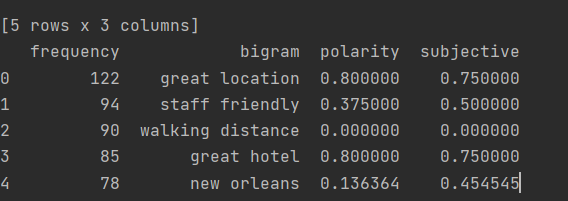 [5 rows x 3 columns]
frequency bigram polarity subjective
0 122 great location 0.800000 0.750000
1 94 staff friendly 0.375000 0.500000
2 90 walking distance 0.000000 0.000000
3 85 great hotel 0.800000 0.750000
4 78 new orleans 0.136364 0.454545